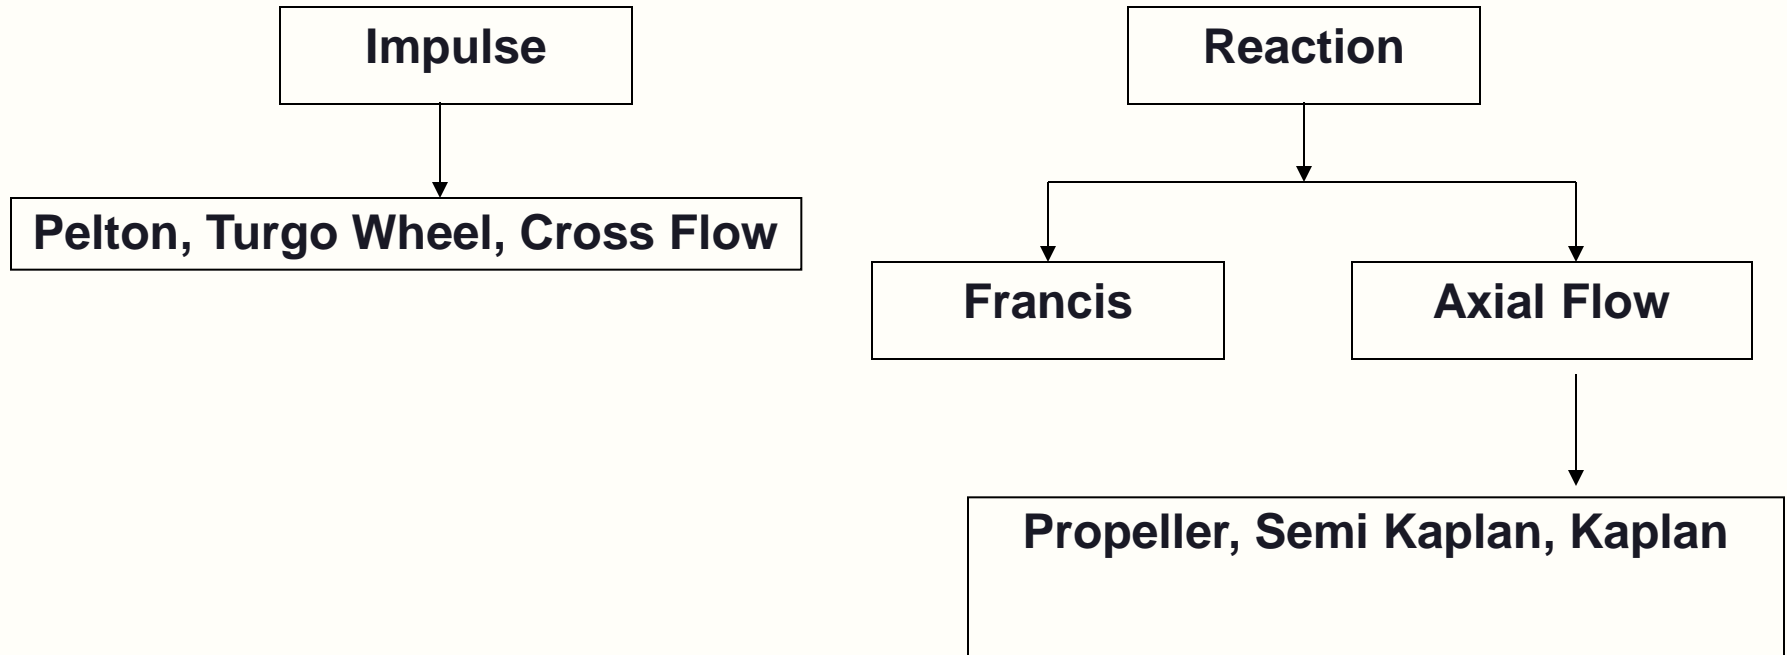 Impulse
Reaction
Pelton, Turgo Wheel, Cross Flow
Francis
Axial Flow
Propeller, Semi Kaplan, Kaplan